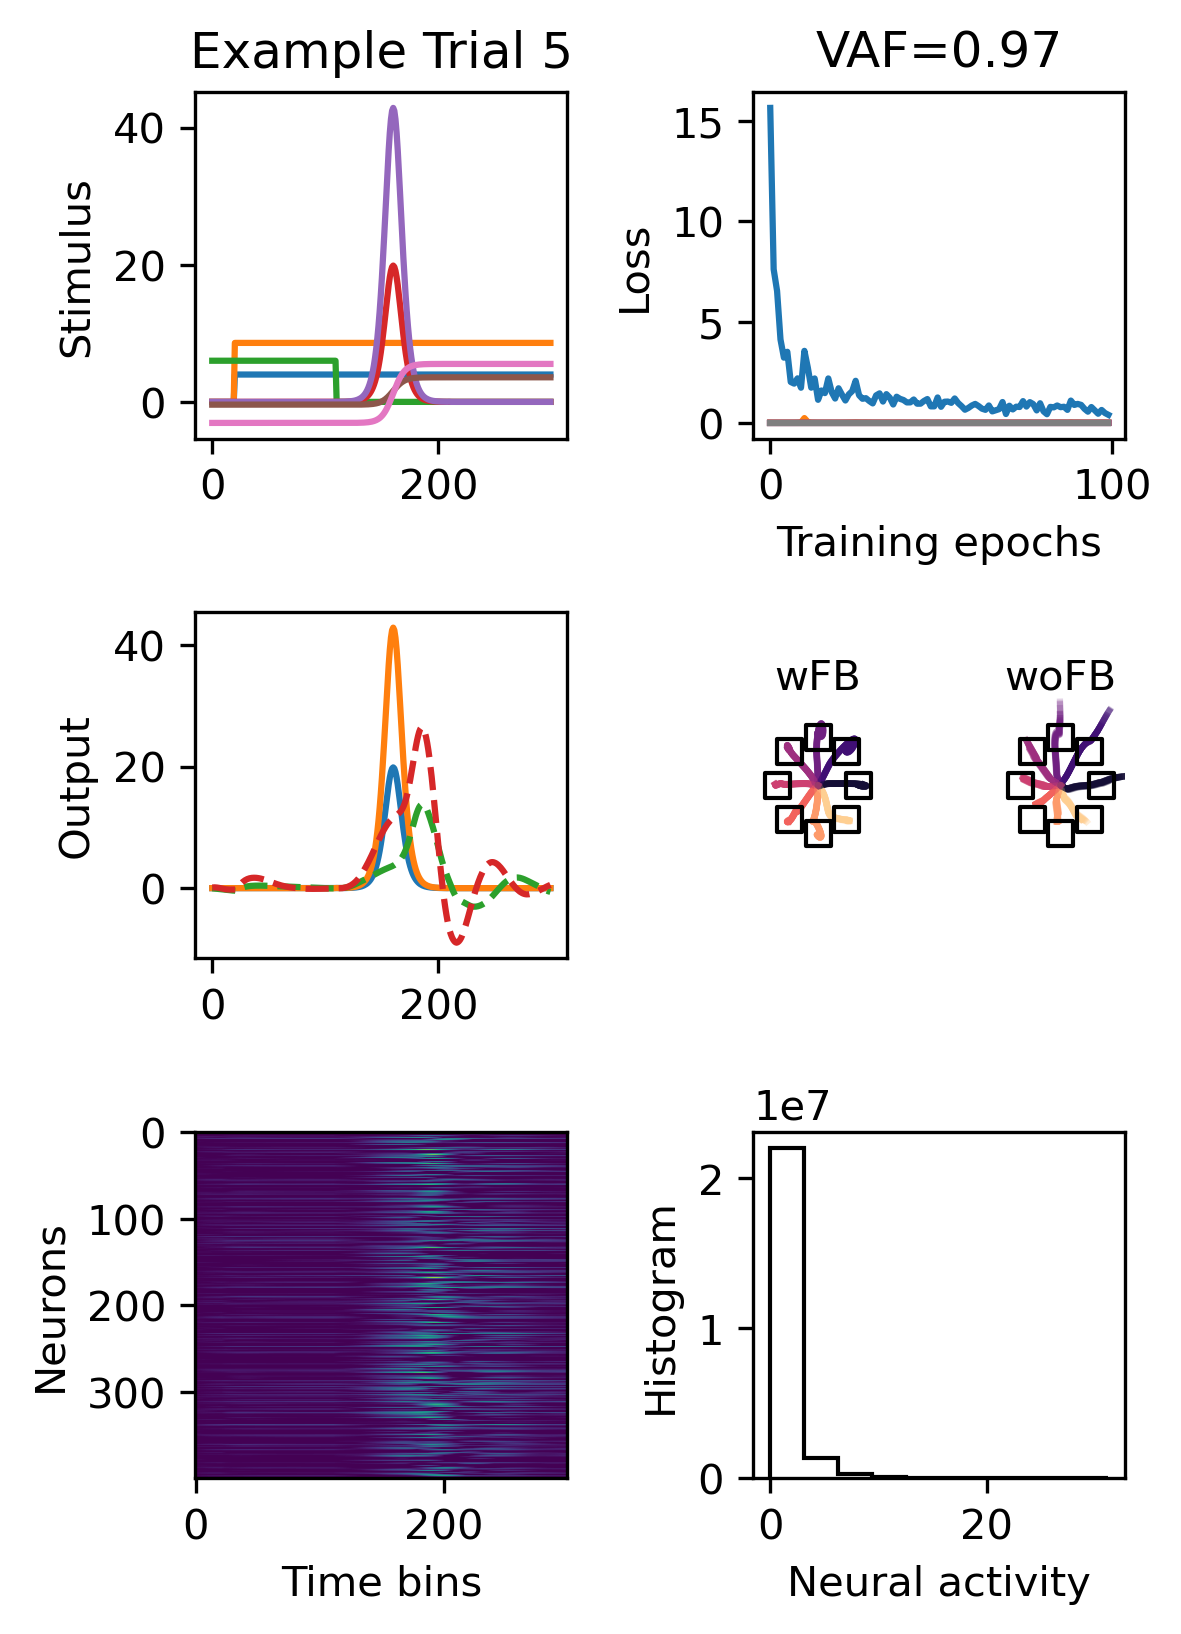 Example Trial 5
Stimulus
40
20
0
0
200
VAF=0.97
Loss
15
10
5
0
0
100
Training epochs
Output
40
20
0
0
200
wFB
woFB
Neurons
0
100
200
300
0
200
Time bins
1e7
Histogram
2
1
0
0
20
Neural activity